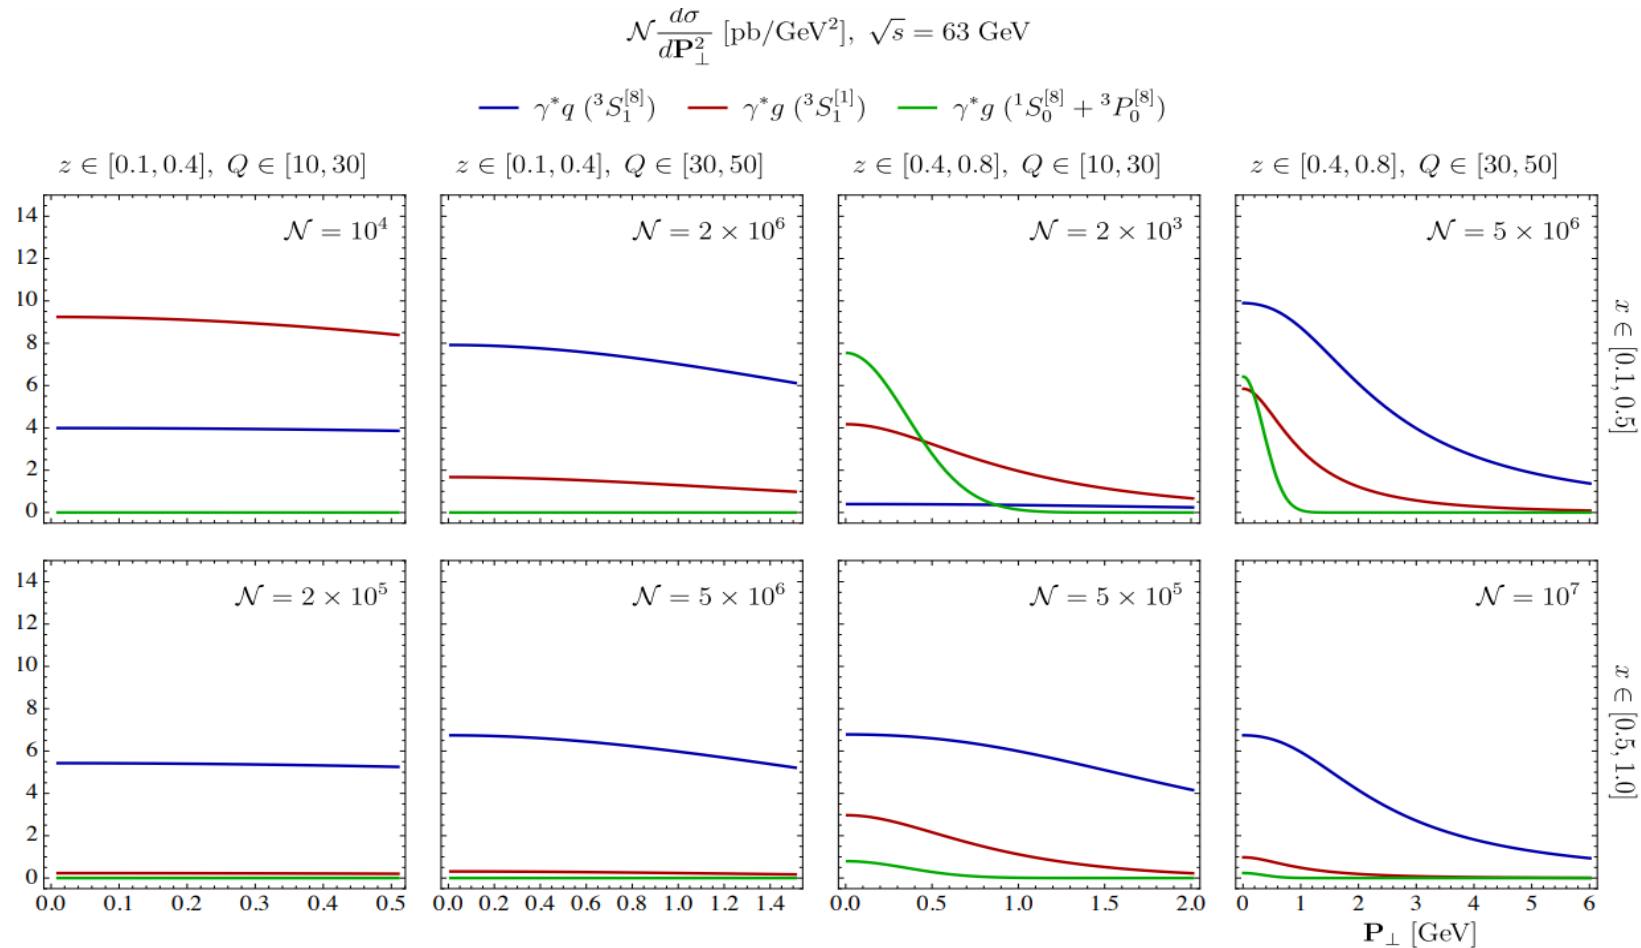 𝒩 dσ/dP⊥² [pb/GeV²], √s = 63 GeV
γ*q (³S₁^[8]) γ*g (³S₁^[1]) γ*g (¹S₀^[8] + ³P₀^[8])
z ∈ [0.1, 0.4], Q ∈ [10, 30] z ∈ [0.1, 0.4], Q ∈ [30, 50] z ∈ [0.4, 0.8], Q ∈ [10, 30] z ∈ [0.4, 0.8], Q ∈ [30, 50]
14
𝒩 = 10⁴ 𝒩 = 2 × 10⁶ 𝒩 = 2 × 10³ 𝒩 = 5 × 10⁶
12
10
8
6
4
2
0
x ∈ [0.1, 0.5]
14
𝒩 = 2 × 10⁵ 𝒩 = 5 × 10⁶ 𝒩 = 5 × 10⁵ 𝒩 = 10⁷
12
10
8
6
4
2
0
x ∈ [0.5, 1.0]
0.0 0.1 0.2 0.3 0.4 0.5 0.0 0.2 0.4 0.6 0.8 1.0 1.2 1.4 0.0 0.5 1.0 1.5 2.0 0 1 2 3 4 5 6
P⊥ [GeV]